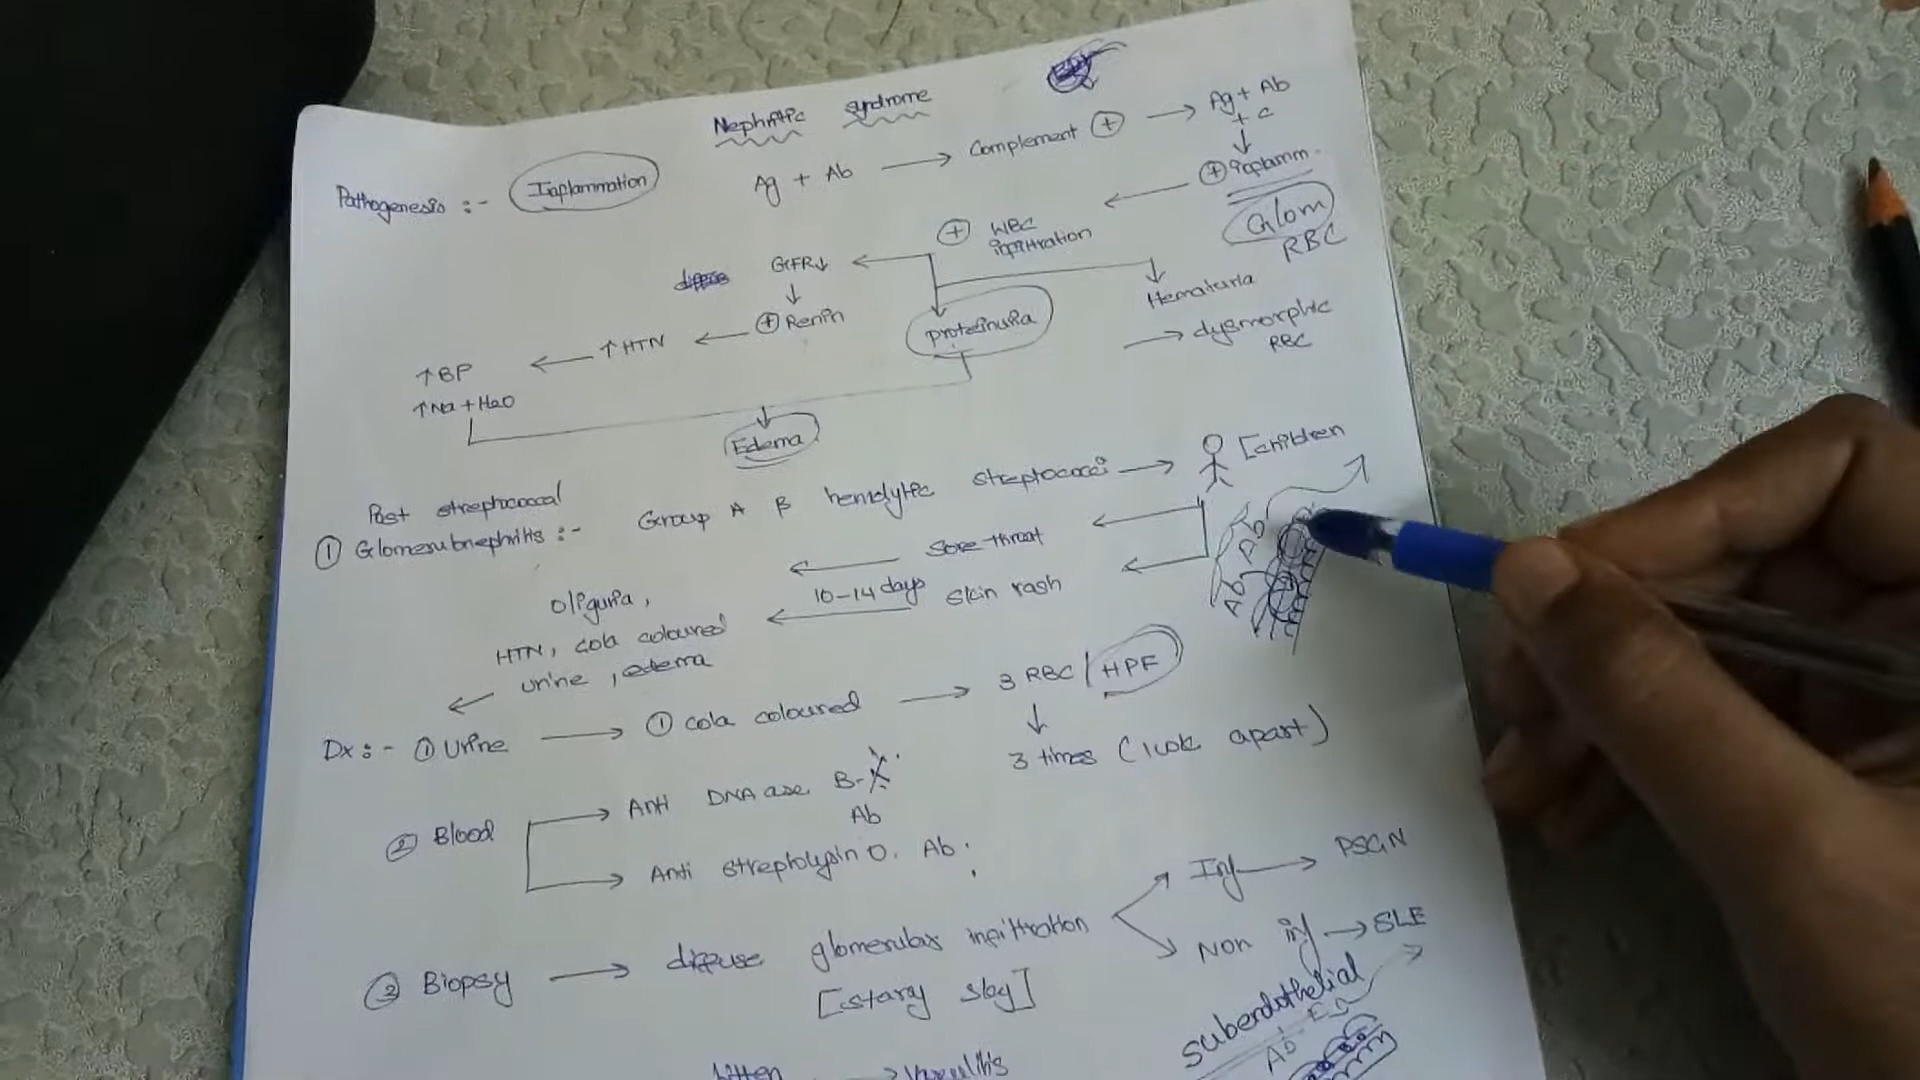 Nephritic syndrome
Pathogenesis :- Inflammation
Ag + Ab → Complement ⊕ → Ag + Ab
+ C
↓
⊕ Inflamm.
Glom
RBC
⊕ WBC
infiltration
GFR↓
↓
⊕ Renin
Proteinuria
Hematuria
→ dysmorphic
RBC
↑HTN
↑BP
↑Na + H2O
Edema
Post streptococcal
① Glomerulonephritis :- Group A β hemolytic streptococci → [children
Sore throat
10-14 days
skin rash
Oliguria,
HTN, cola coloured
urine, edema
Ab, Ab Ab
Dx :- ① Urine → ① cola coloured → 3 RBC / HPF
↓
3 times (1wk apart)
② Blood
→ Anti DNA ase B-
Ab
→ Anti streptolysin O. Ab.
③ Biopsy → diffuse glomerular infiltration
[starry sky]
Inf → PSGN
Non inf → SLE
subendothelial
Ab
→ Vasculitis